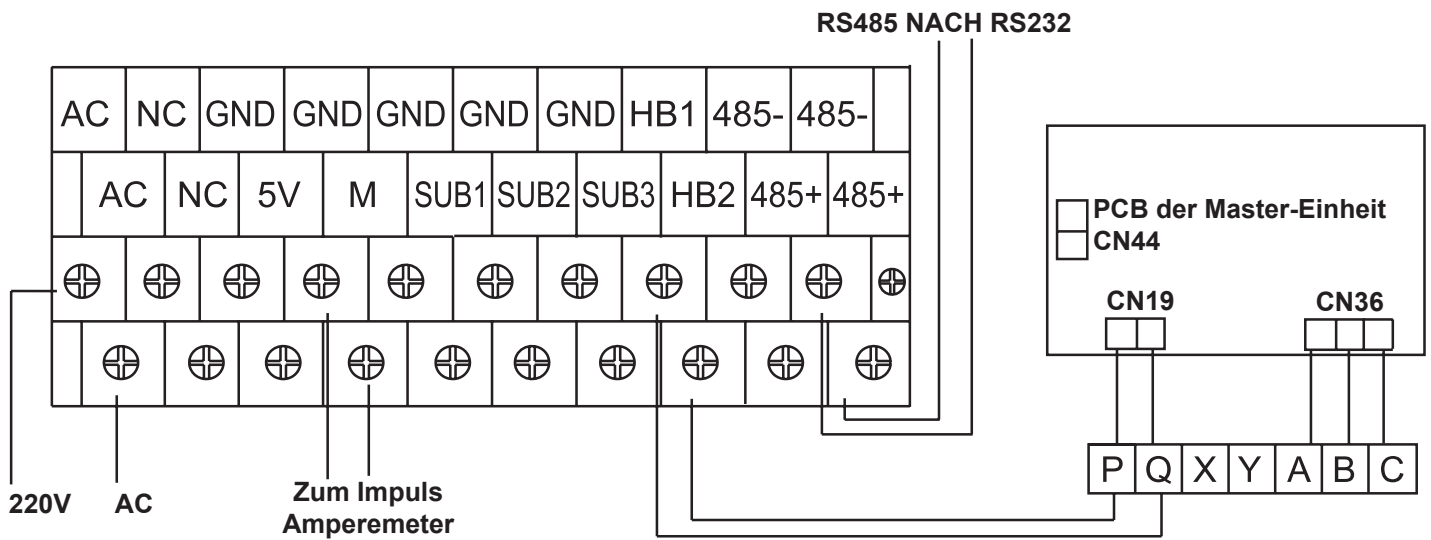 RS485 NACH RS232
AC NC GND GND GND GND GND HB1 485- 485-
AC NC 5V M SUB1 SUB2 SUB3 HB2 485+ 485+
PCB der Master-Einheit
CN44
CN19 CN36
P Q X Y A B C
220V AC
Zum Impuls
Amperemeter